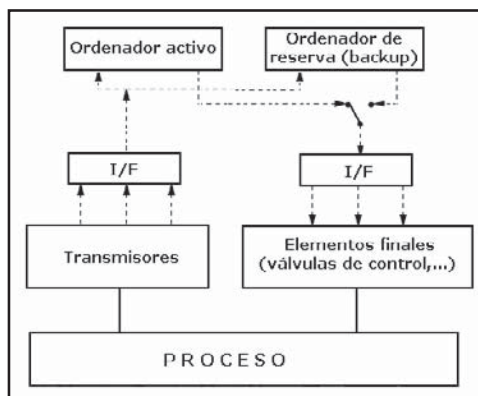 Ordenador activo
Ordenador de
reserva (backup)
I/F
I/F
Transmisores
Elementos finales
(válvulas de control,...)
PROCESO